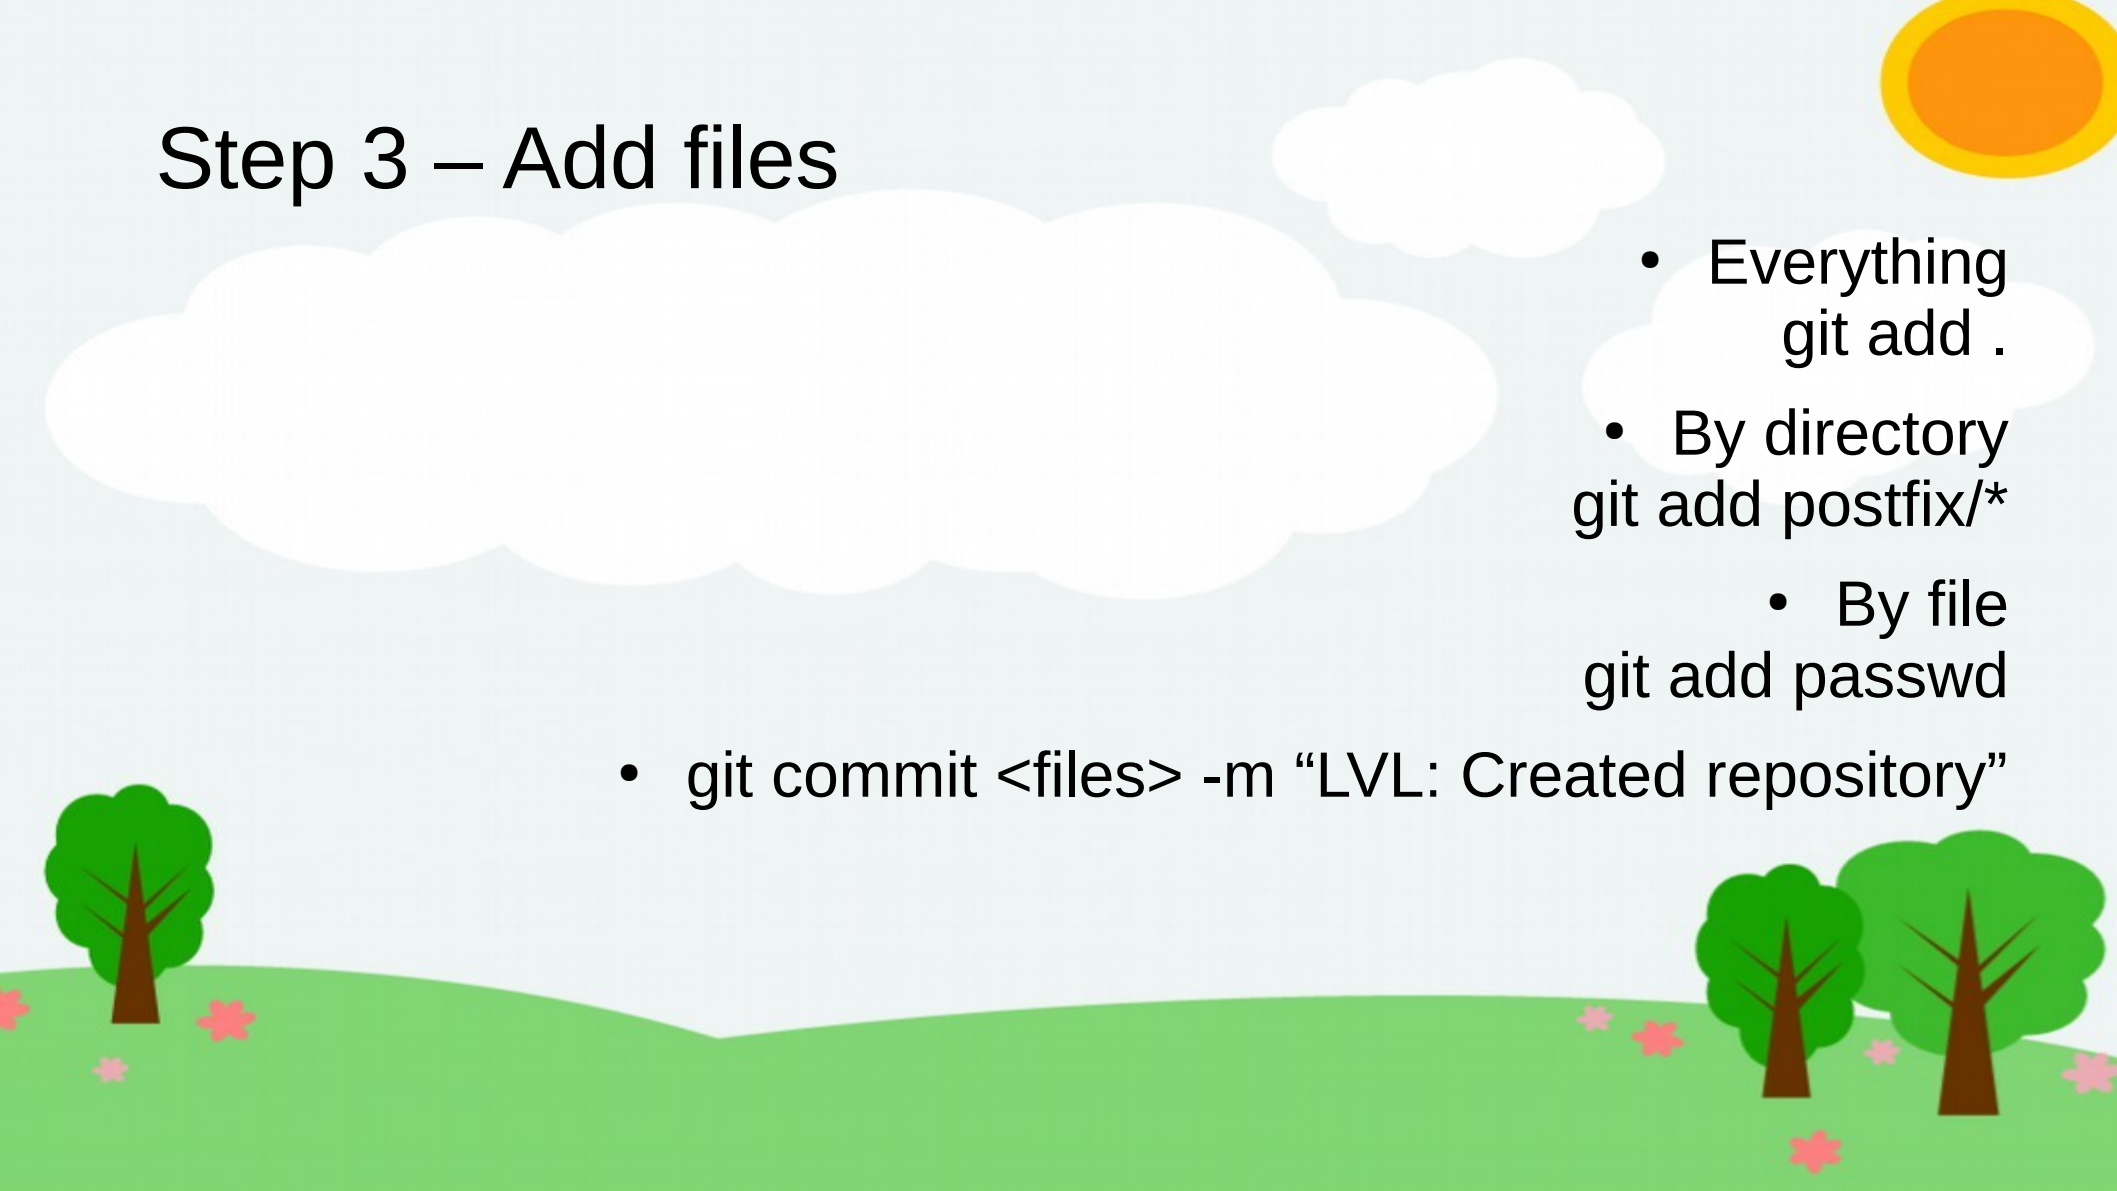 Step 3 – Add files
• Everything
git add .
• By directory
git add postfix/*
• By file
git add passwd
• git commit <files> -m “LVL: Created repository”